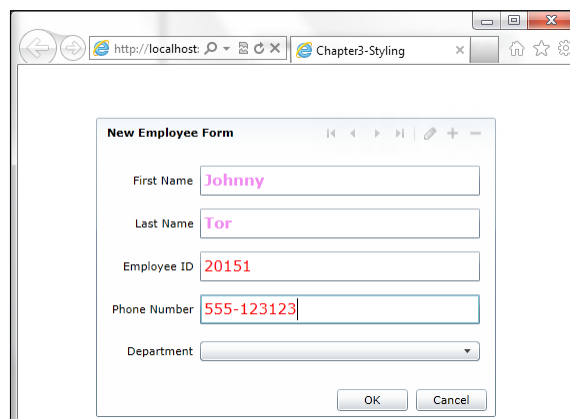 http://localhost:
Chapter3-Styling
New Employee Form
First Name Johnny
Last Name Tor
Employee ID 20151
Phone Number 555-123123
Department
OK Cancel